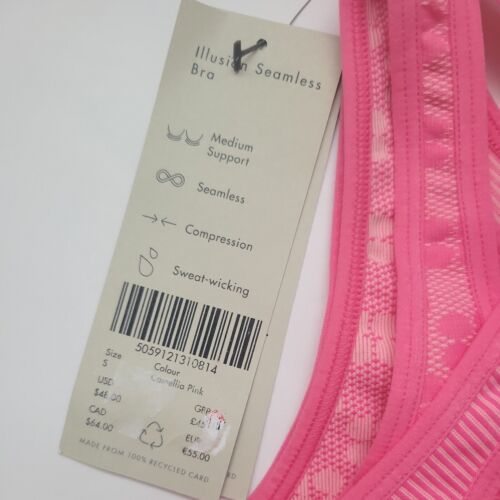 Illusion Seamless
Bra
Medium
Support
Seamless
Compression
Sweat-wicking
5059121310814
Size
S
Colour
Camellia Pink
USD
$48.00
CAD
$64.00
GBP
EUR
€55.00
MADE FROM 100% RECYCLED CARD